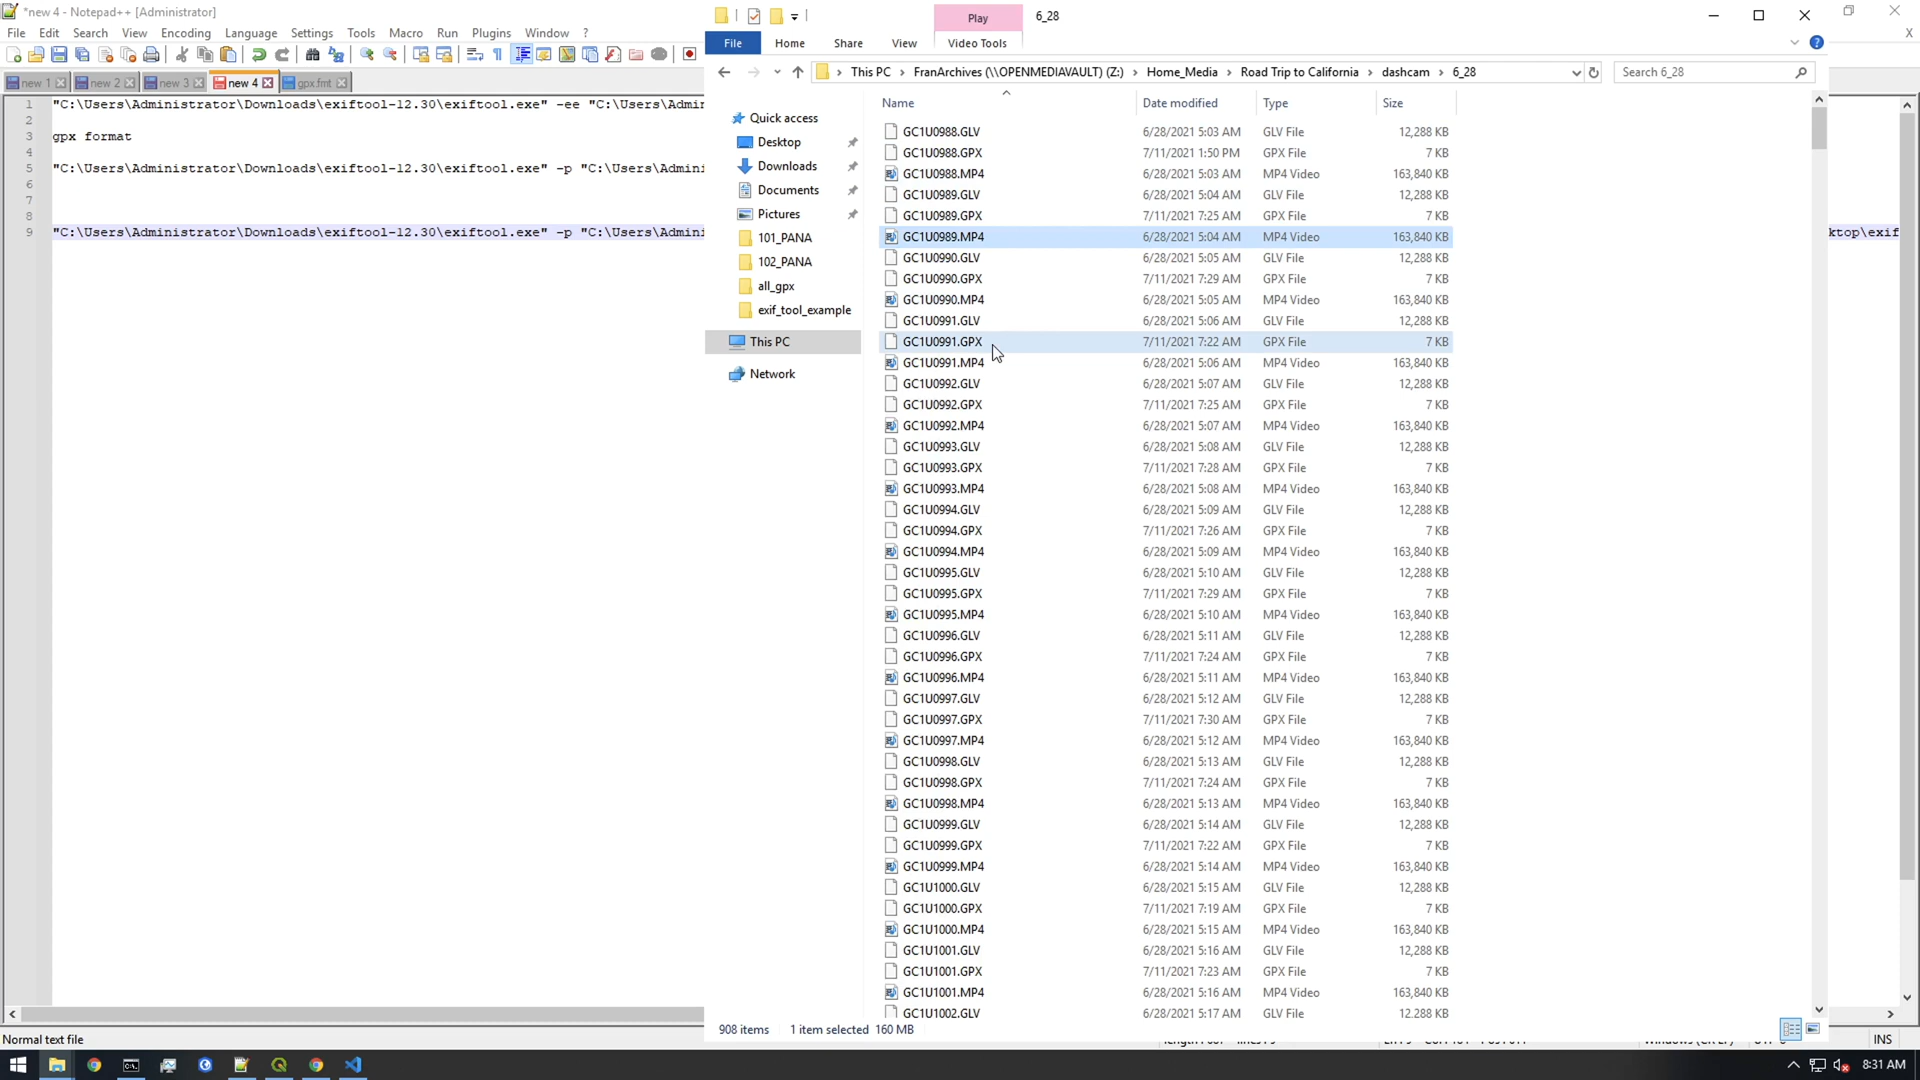 *new 4 - Notepad++ [Administrator]
File Edit Search View Encoding Language Settings Tools Macro Run Plugins Window ?
new 1 new 2 new 3 new 4 gpx.fmt
1 "C:\Users\Administrator\Downloads\exiftool-12.30\exiftool.exe" -ee "C:\Users\Adm
2
3 gpx format
4
5 "C:\Users\Administrator\Downloads\exiftool-12.30\exiftool.exe" -p "C:\Users\Admini
6
7
8
9 "C:\Users\Administrator\Downloads\exiftool-12.30\exiftool.exe" -p "C:\Users\Admini
ktop\exif
Normal text file
INS
Play 6_28
File Home Share View Video Tools
This PC › FranArchives (\\OPENMEDIAVAULT) (Z:) › Home_Media › Road Trip to California › dashcam › 6_28
Search 6_28
Quick access
Desktop
Downloads
Documents
Pictures
101_PANA
102_PANA
all_gpx
exif_tool_example
This PC
Network
Name Date modified Type Size
GC1U0988.GLV 6/28/2021 5:03 AM GLV File 12,288 KB
GC1U0988.GPX 7/11/2021 1:50 PM GPX File 7 KB
GC1U0988.MP4 6/28/2021 5:03 AM MP4 Video 163,840 KB
GC1U0989.GLV 6/28/2021 5:04 AM GLV File 12,288 KB
GC1U0989.GPX 7/11/2021 7:25 AM GPX File 7 KB
GC1U0989.MP4 6/28/2021 5:04 AM MP4 Video 163,840 KB
GC1U0990.GLV 6/28/2021 5:05 AM GLV File 12,288 KB
GC1U0990.GPX 7/11/2021 7:29 AM GPX File 7 KB
GC1U0990.MP4 6/28/2021 5:05 AM MP4 Video 163,840 KB
GC1U0991.GLV 6/28/2021 5:06 AM GLV File 12,288 KB
GC1U0991.GPX 7/11/2021 7:22 AM GPX File 7 KB
GC1U0991.MP4 6/28/2021 5:06 AM MP4 Video 163,840 KB
GC1U0992.GLV 6/28/2021 5:07 AM GLV File 12,288 KB
GC1U0992.GPX 7/11/2021 7:25 AM GPX File 7 KB
GC1U0992.MP4 6/28/2021 5:07 AM MP4 Video 163,840 KB
GC1U0993.GLV 6/28/2021 5:08 AM GLV File 12,288 KB
GC1U0993.GPX 7/11/2021 7:28 AM GPX File 7 KB
GC1U0993.MP4 6/28/2021 5:08 AM MP4 Video 163,840 KB
GC1U0994.GLV 6/28/2021 5:09 AM GLV File 12,288 KB
GC1U0994.GPX 7/11/2021 7:26 AM GPX File 7 KB
GC1U0994.MP4 6/28/2021 5:09 AM MP4 Video 163,840 KB
GC1U0995.GLV 6/28/2021 5:10 AM GLV File 12,288 KB
GC1U0995.GPX 7/11/2021 7:29 AM GPX File 7 KB
GC1U0995.MP4 6/28/2021 5:10 AM MP4 Video 163,840 KB
GC1U0996.GLV 6/28/2021 5:11 AM GLV File 12,288 KB
GC1U0996.GPX 7/11/2021 7:24 AM GPX File 7 KB
GC1U0996.MP4 6/28/2021 5:11 AM MP4 Video 163,840 KB
GC1U0997.GLV 6/28/2021 5:12 AM GLV File 12,288 KB
GC1U0997.GPX 7/11/2021 7:30 AM GPX File 7 KB
GC1U0997.MP4 6/28/2021 5:12 AM MP4 Video 163,840 KB
GC1U0998.GLV 6/28/2021 5:13 AM GLV File 12,288 KB
GC1U0998.GPX 7/11/2021 7:24 AM GPX File 7 KB
GC1U0998.MP4 6/28/2021 5:13 AM MP4 Video 163,840 KB
GC1U0999.GLV 6/28/2021 5:14 AM GLV File 12,288 KB
GC1U0999.GPX 7/11/2021 7:22 AM GPX File 7 KB
GC1U0999.MP4 6/28/2021 5:14 AM MP4 Video 163,840 KB
GC1U1000.GLV 6/28/2021 5:15 AM GLV File 12,288 KB
GC1U1000.GPX 7/11/2021 7:19 AM GPX File 7 KB
GC1U1000.MP4 6/28/2021 5:15 AM MP4 Video 163,840 KB
GC1U1001.GLV 6/28/2021 5:16 AM GLV File 12,288 KB
GC1U1001.GPX 7/11/2021 7:23 AM GPX File 7 KB
GC1U1001.MP4 6/28/2021 5:16 AM MP4 Video 163,840 KB
GC1U1002.GLV 6/28/2021 5:17 AM GLV File 12,288 KB
908 items 1 item selected 160 MB
8:31 AM